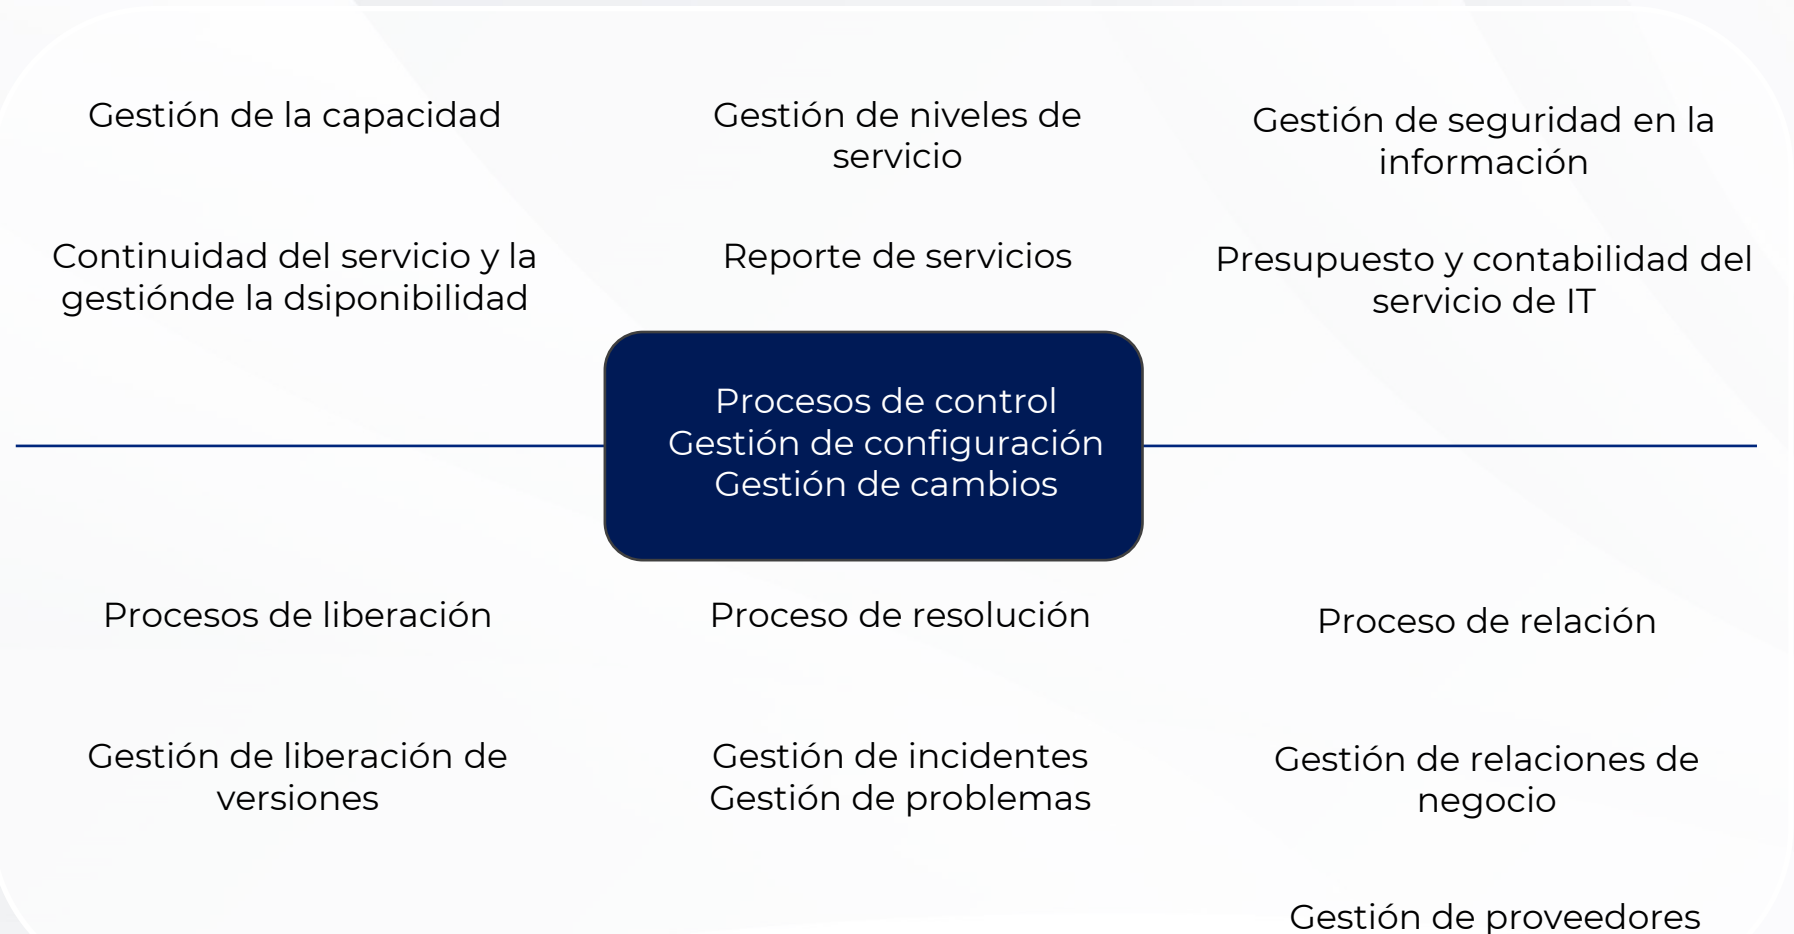 Gestión de la capacidad
Gestión de niveles de
servicio
Gestión de seguridad en la
información
Continuidad del servicio y la
gestiónde la dsiponibilidad
Reporte de servicios
Presupuesto y contabilidad del
servicio de IT
Procesos de control
Gestión de configuración
Gestión de cambios
Procesos de liberación
Proceso de resolución
Proceso de relación
Gestión de liberación de
versiones
Gestión de incidentes
Gestión de problemas
Gestión de relaciones de
negocio
Gestión de proveedores